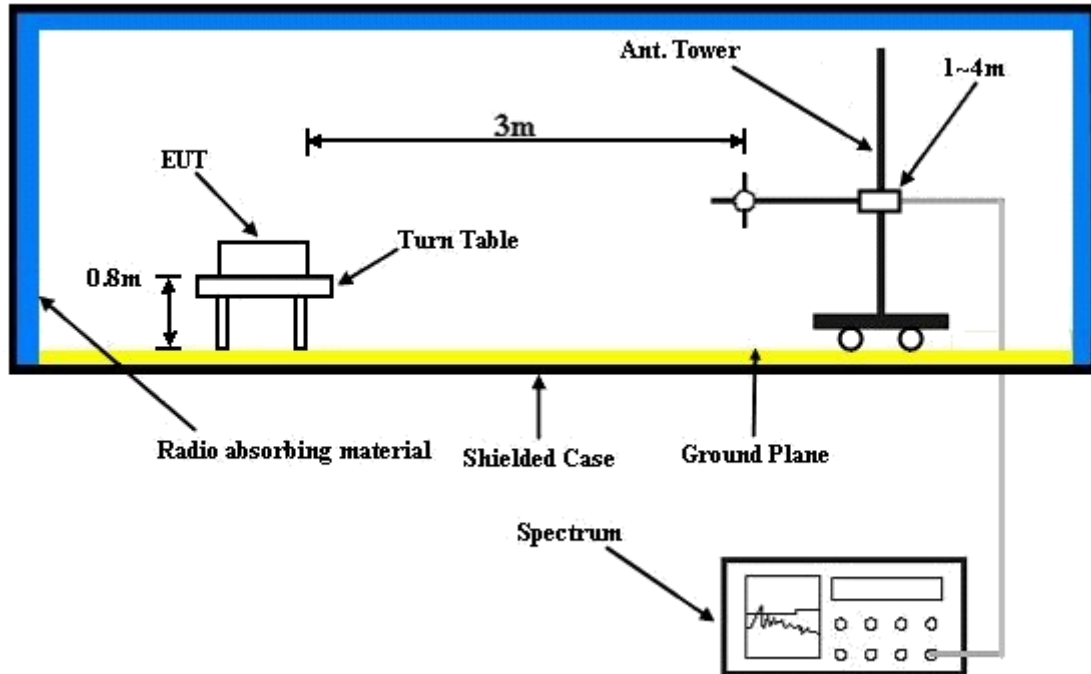 Ant. Tower
1~4m
3m
EUT
Turn Table
0.8m
Radio absorbing material
Shielded Case
Ground Plane
Spectrum